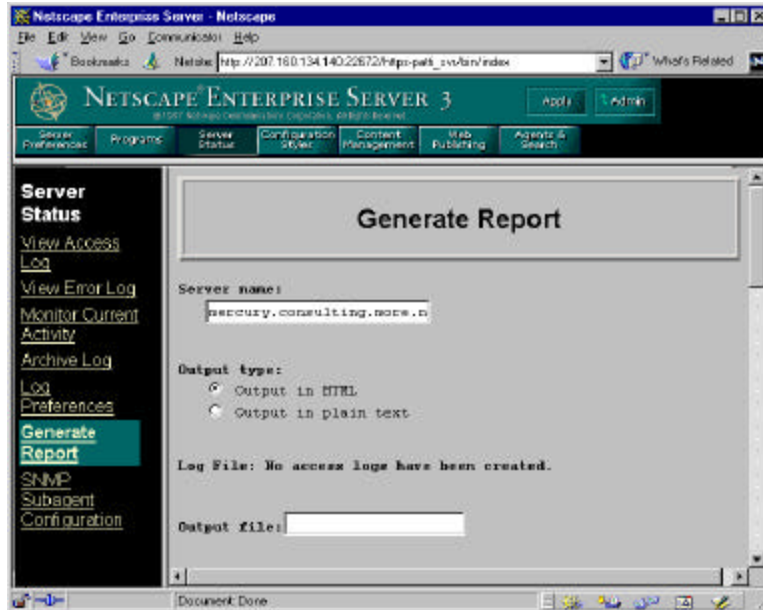 Netscape Enterprise Server - Netscape
File Edit View Go Communicator Help
Bookmarks Netsite: http://207.160.134.140:22672/https-patti_svr/bin/index What's Related
NETSCAPE ENTERPRISE SERVER 3
Apply Admin
Server Preferences
Programs
Server Status
Configuration Styles
Content Management
Web Publishing
Agents & Search
Server
Status
View Access
Log
View Error Log
Monitor Current
Activity
Archive Log
Log
Preferences
Generate
Report
SNMP
Subagent
Configuration
Generate Report
Server name:
mercury.consulting.more.n
Output type:
Output in HTML
Output in plain text
Log File: No access logs have been created.
Output file:
Document: Done